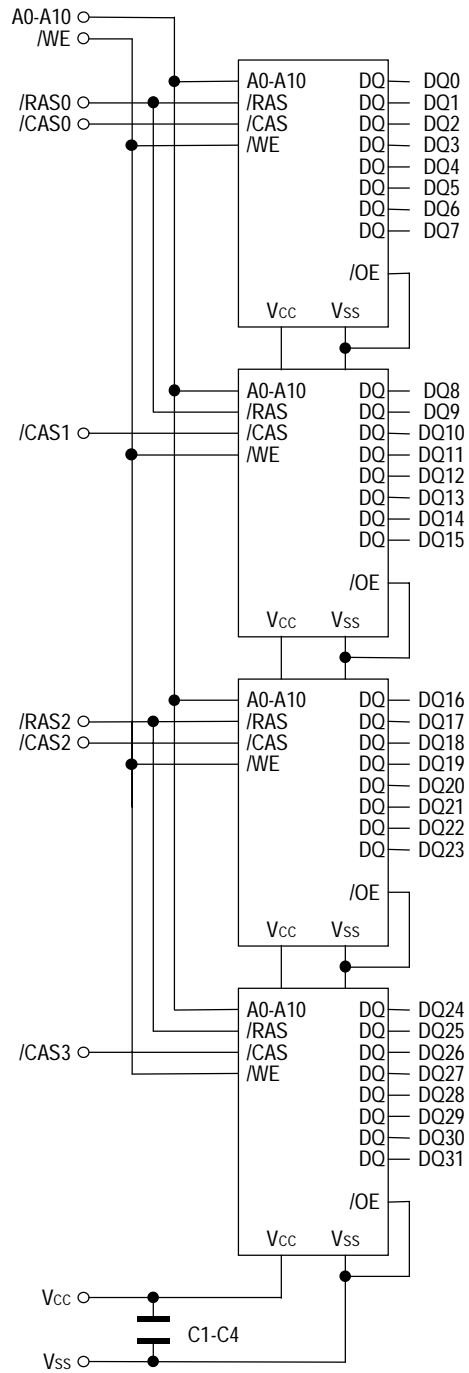 A0-A10
/WE
/RAS0
/CAS0
A0-A10 DQ DQ0
/RAS DQ DQ1
/CAS DQ DQ2
/WE DQ DQ3
DQ DQ4
DQ DQ5
DQ DQ6
DQ DQ7
/OE
Vcc Vss
/CAS1
A0-A10 DQ DQ8
/RAS DQ DQ9
/CAS DQ DQ10
/WE DQ DQ11
DQ DQ12
DQ DQ13
DQ DQ14
DQ DQ15
/OE
Vcc Vss
/RAS2
/CAS2
A0-A10 DQ DQ16
/RAS DQ DQ17
/CAS DQ DQ18
/WE DQ DQ19
DQ DQ20
DQ DQ21
DQ DQ22
DQ DQ23
/OE
Vcc Vss
/CAS3
A0-A10 DQ DQ24
/RAS DQ DQ25
/CAS DQ DQ26
/WE DQ DQ27
DQ DQ28
DQ DQ29
DQ DQ30
DQ DQ31
/OE
Vcc Vss
Vcc
C1-C4
Vss